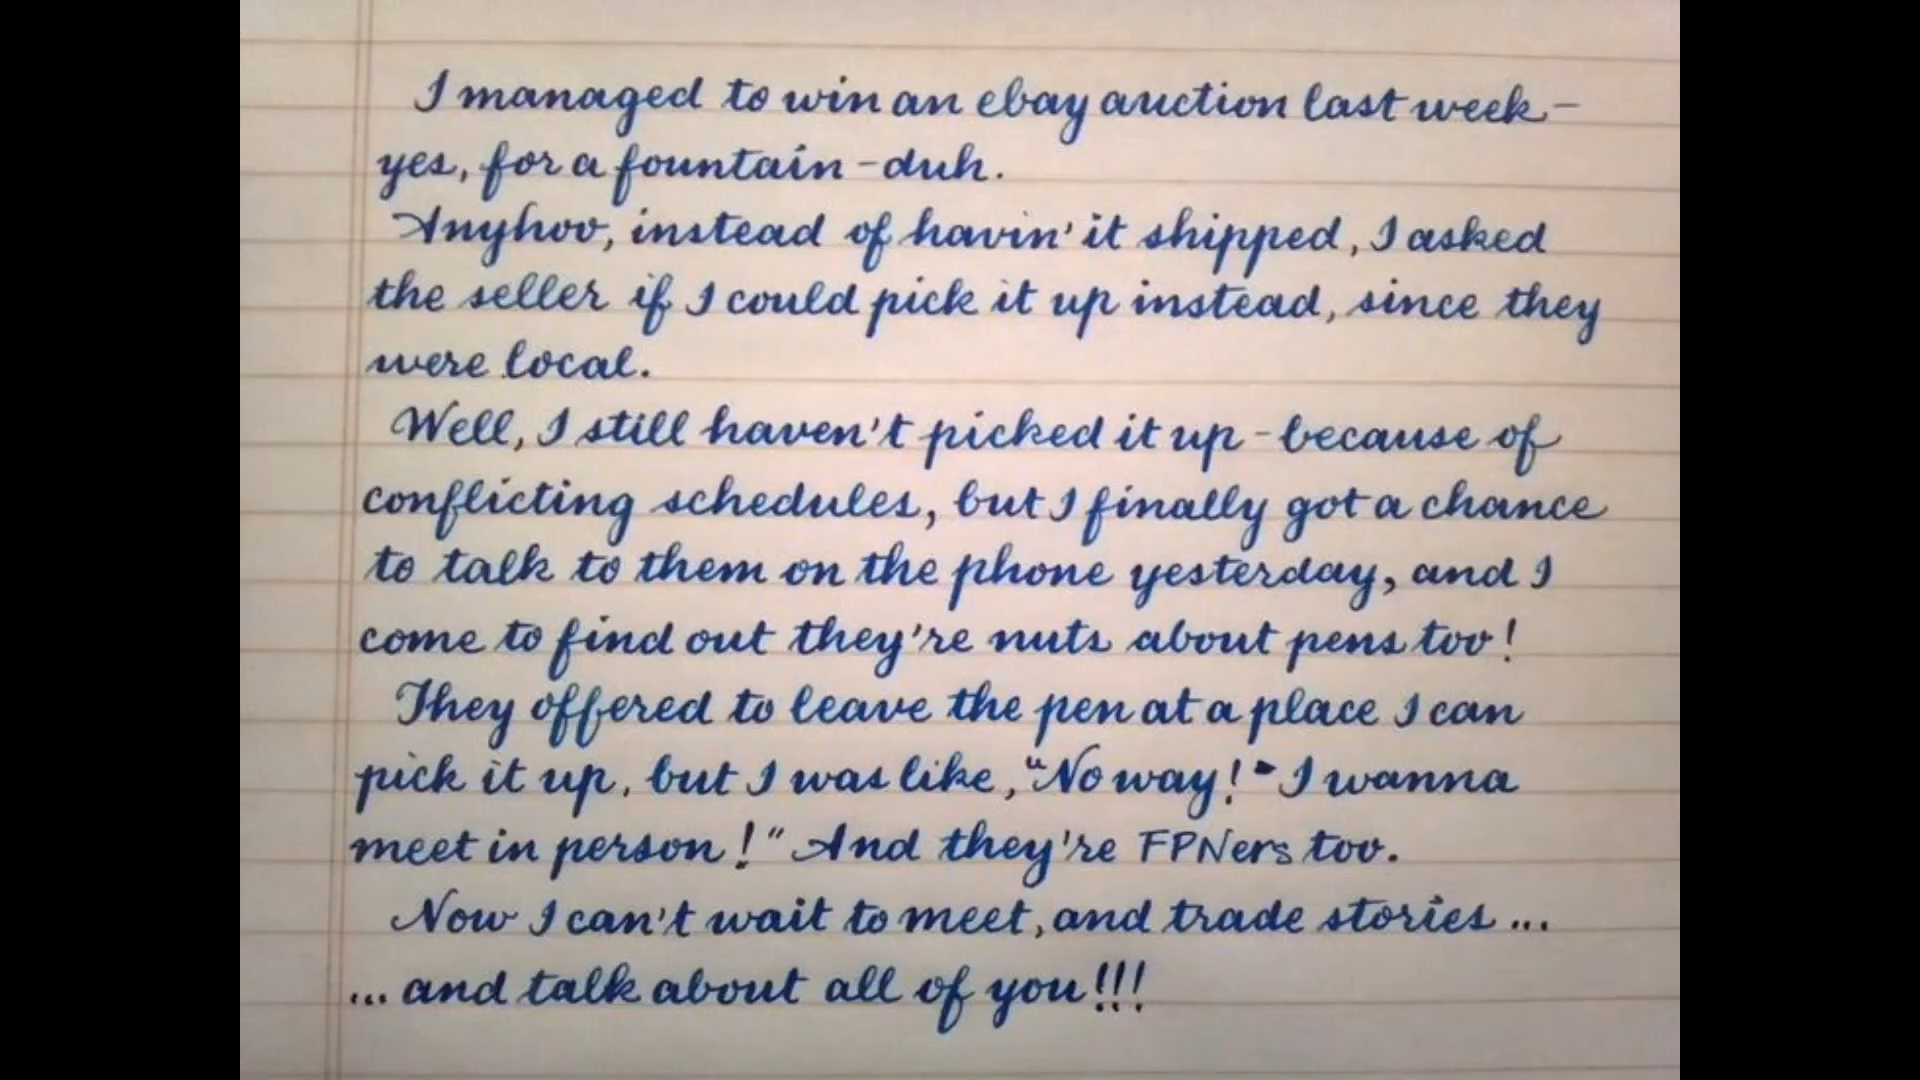 I managed to win an ebay auction last week-
yes, for a fountain-duh.
Anyhoo, instead of havin' it shipped, I asked
the seller if I could pick it up instead, since they
were local.
Well, I still haven't picked it up - because of
conflicting schedules, but I finally got a chance
to talk to them on the phone yesterday, and I
come to find out they're nuts about pens too!
They offered to leave the pen at a place I can
pick it up, but I was like, "No way!- I wanna
meet in person!" And they're FPNers too.
Now I can't wait to meet, and trade stories...
... and talk about all of you!!!